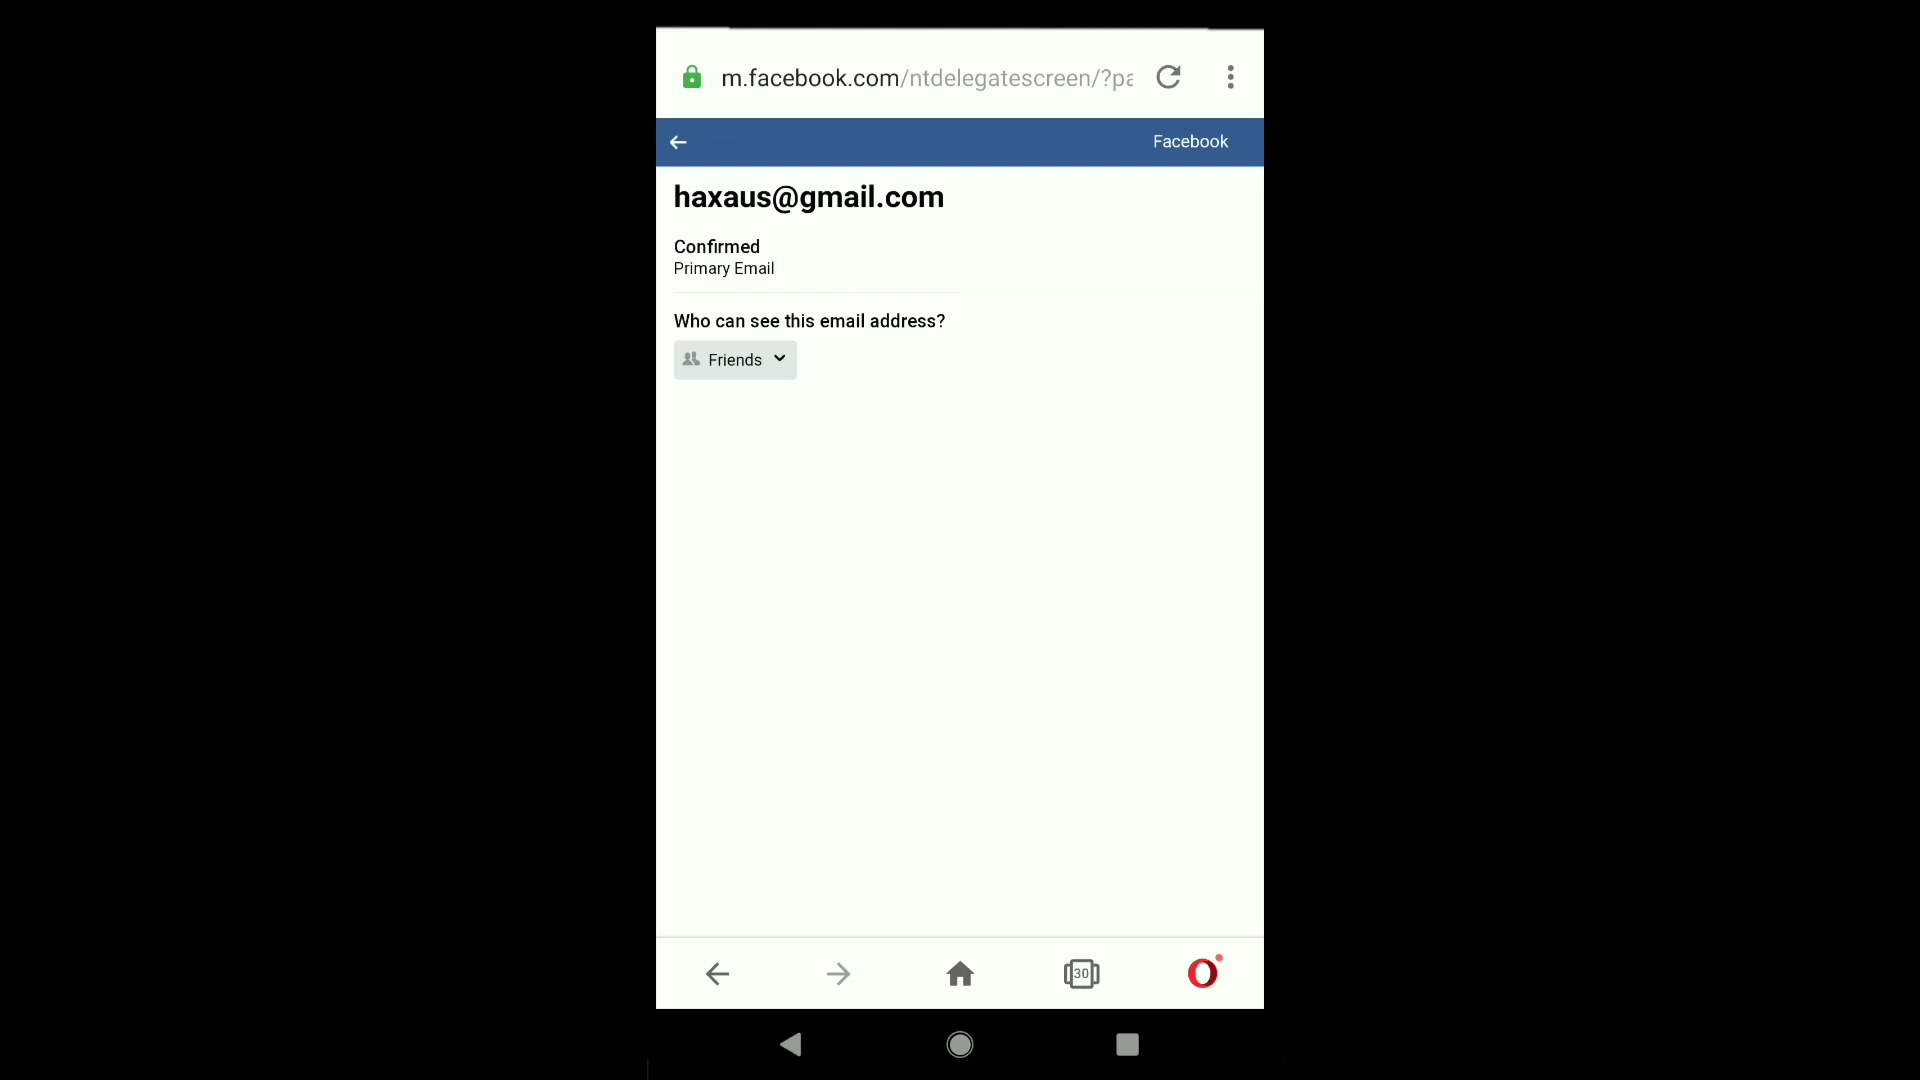 m.facebook.com/ntdelegatescreen/?pa
Facebook
haxaus@gmail.com
Confirmed
Primary Email
Who can see this email address?
Friends
30